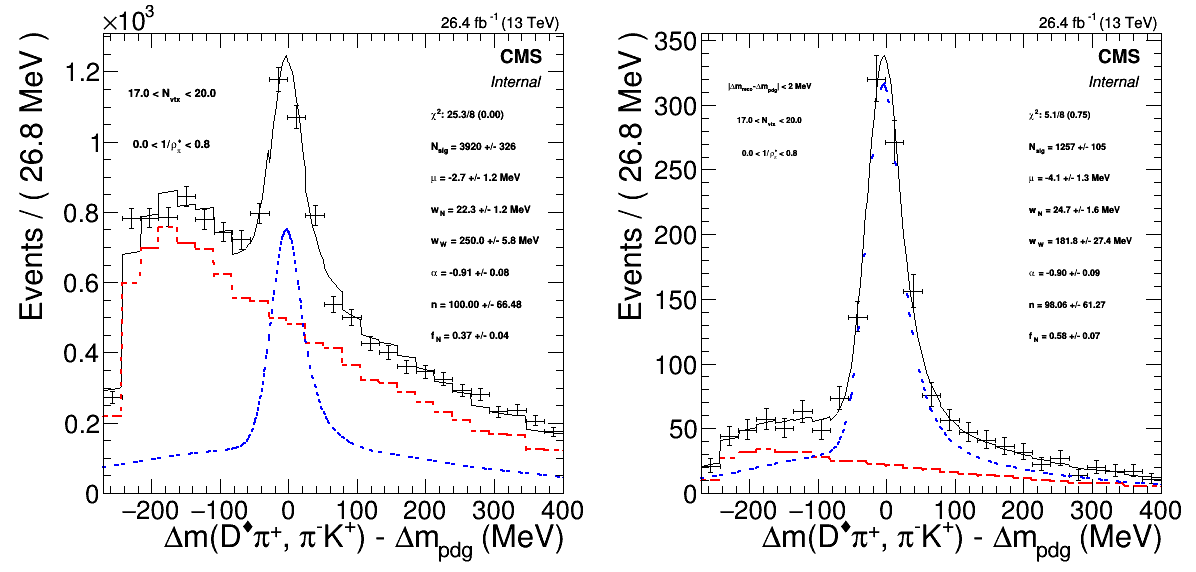 ×10³
26.4 fb⁻¹ (13 TeV)
CMS
Internal
17.0 < N_vtx < 20.0
0.0 < 1/ρ_π^♦ < 0.8
χ²: 25.3/8 (0.00)
N_sig = 3920 +/- 326
μ = -2.7 +/- 1.2 MeV
w_N = 22.3 +/- 1.2 MeV
w_W = 250.0 +/- 5.8 MeV
α = -0.91 +/- 0.08
n = 100.00 +/- 66.48
f_N = 0.37 +/- 0.04
Events / ( 26.8 MeV )
1.2
1
0.8
0.6
0.4
0.2
0
−200 −100 0 100 200 300 400
Δm(D^♦π⁺, π⁻K⁺) - Δm_pdg (MeV)
26.4 fb⁻¹ (13 TeV)
CMS
Internal
|Δm_reco-Δm_pdg| < 2 MeV
17.0 < N_vtx < 20.0
0.0 < 1/ρ_π^♦ < 0.8
χ²: 5.1/8 (0.75)
N_sig = 1257 +/- 105
μ = -4.1 +/- 1.3 MeV
w_N = 24.7 +/- 1.6 MeV
w_W = 181.8 +/- 27.4 MeV
α = -0.90 +/- 0.09
n = 98.06 +/- 61.27
f_N = 0.58 +/- 0.07
Events / ( 26.8 MeV )
350
300
250
200
150
100
50
0
−200 −100 0 100 200 300 400
Δm(D^♦π⁺, π⁻K⁺) - Δm_pdg (MeV)